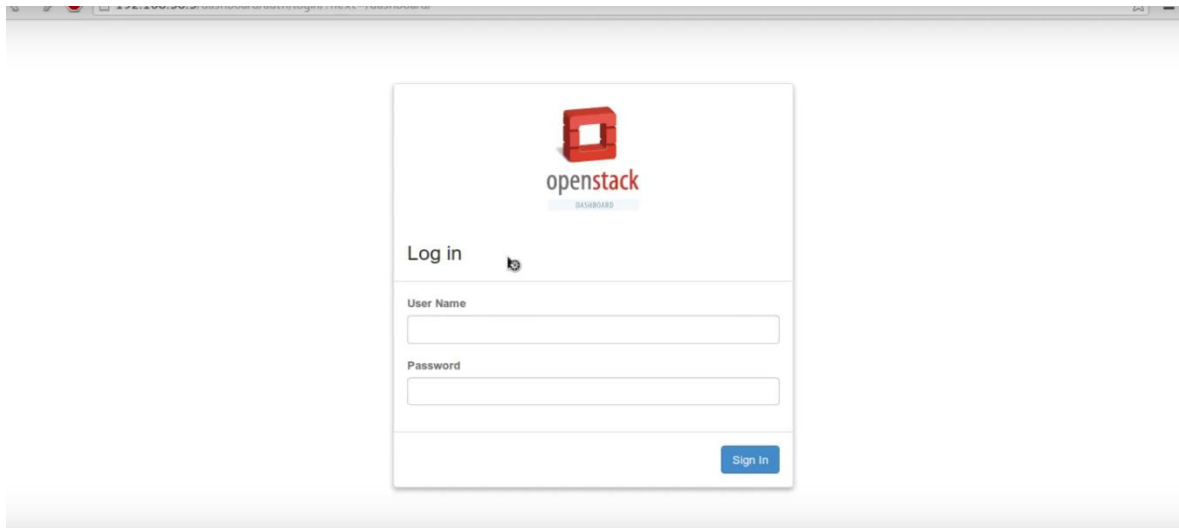 openstack
DASHBOARD
Log in
User Name
Password
Sign In